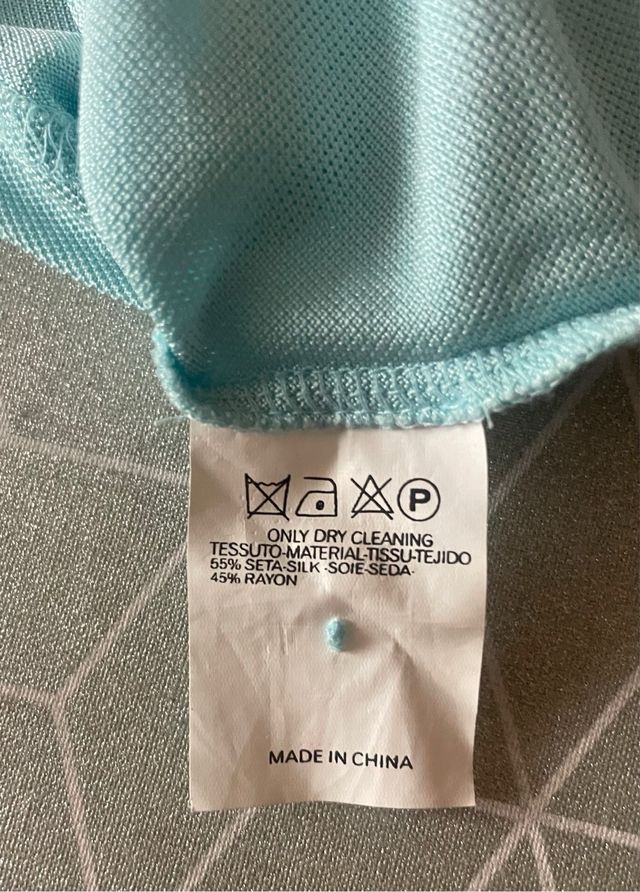 P
ONLY DRY CLEANING
TESSUTO-MATERIAL-TISSU-TEJIDO
55% SETA-SILK -SOIE-SEDA-
45% RAYON
MADE IN CHINA